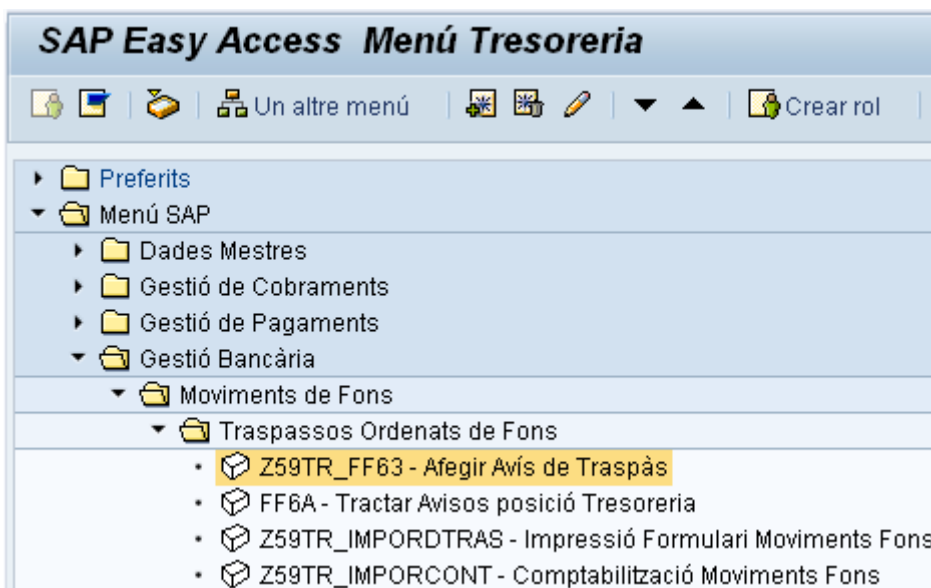 SAP Easy Access Menú Tresoreria
Un altre menú Crear rol
Preferits
Menú SAP
Dades Mestres
Gestió de Cobraments
Gestió de Pagaments
Gestió Bancària
Moviments de Fons
Traspassos Ordenats de Fons
Z59TR_FF63 - Afegir Avís de Traspàs
FF6A - Tractar Avisos posició Tresoreria
Z59TR_IMPORDTRAS - Impressió Formulari Moviments Fons
Z59TR_IMPORCONT - Comptabilització Moviments Fons